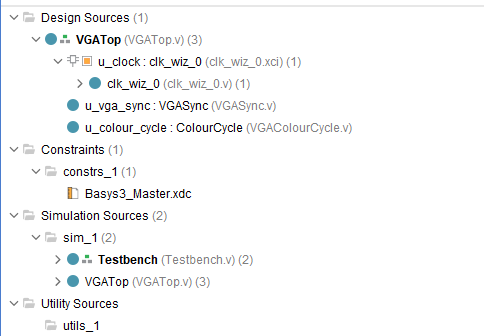 Design Sources (1)
VGATop (VGATop.v) (3)
u_clock : clk_wiz_0 (clk_wiz_0.xci) (1)
clk_wiz_0 (clk_wiz_0.v) (1)
u_vga_sync : VGASync (VGASync.v)
u_colour_cycle : ColourCycle (VGAColourCycle.v)
Constraints (1)
constrs_1 (1)
Basys3_Master.xdc
Simulation Sources (2)
sim_1 (2)
Testbench (Testbench.v) (2)
VGATop (VGATop.v) (3)
Utility Sources
utils_1